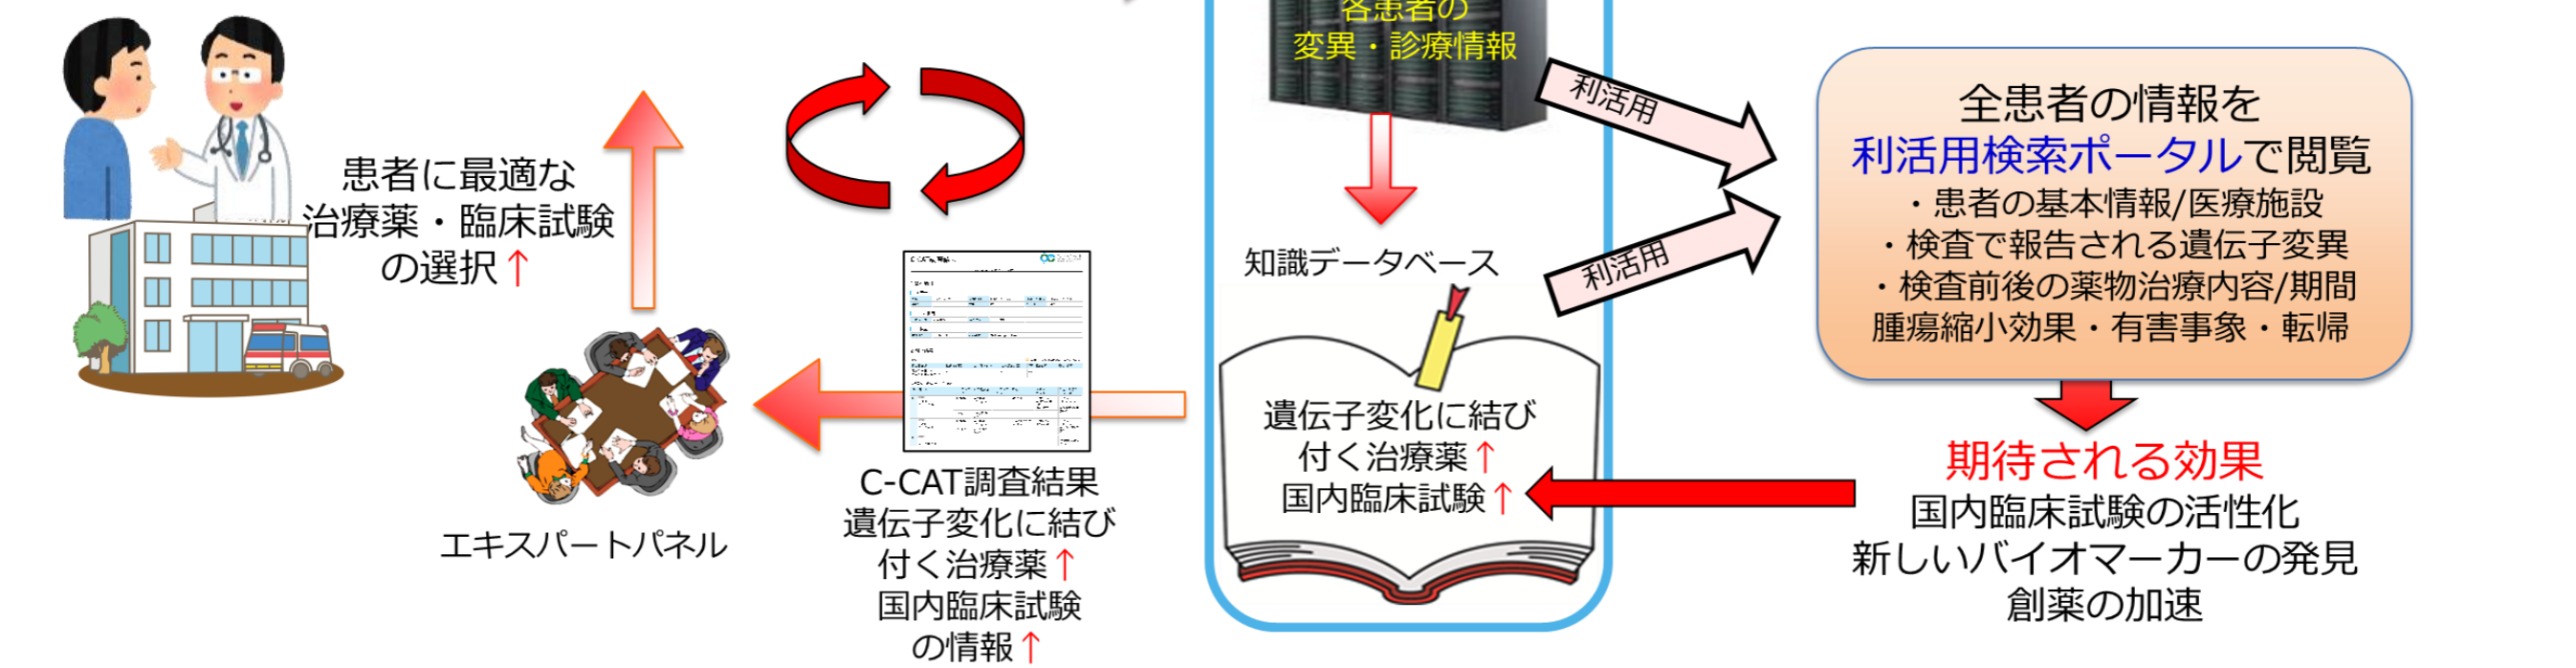 各患者の
変異・診療情報
利活用
全患者の情報を
利活用検索ポータルで閲覧
・患者の基本情報/医療施設
・検査で報告される遺伝子変異
・検査前後の薬物治療内容/期間
腫瘍縮小効果・有害事象・転帰
患者に最適な
治療薬・臨床試験
の選択↑
知識データベース
利活用
遺伝子変化に結び
付く治療薬↑
国内臨床試験↑
期待される効果
国内臨床試験の活性化
新しいバイオマーカーの発見
創薬の加速
エキスパートパネル
C-CAT調査結果
遺伝子変化に結び
付く治療薬↑
国内臨床試験
の情報↑